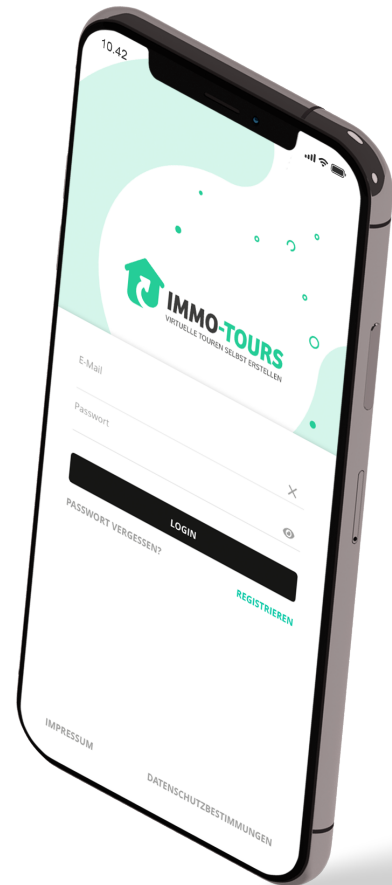 10.42
IMMO-TOURS
VIRTUELLE TOUREN SELBST ERSTELLEN
E-Mail
Passwort
LOGIN
PASSWORT VERGESSEN?
REGISTRIEREN
IMPRESSUM
DATENSCHUTZBESTIMMUNGEN